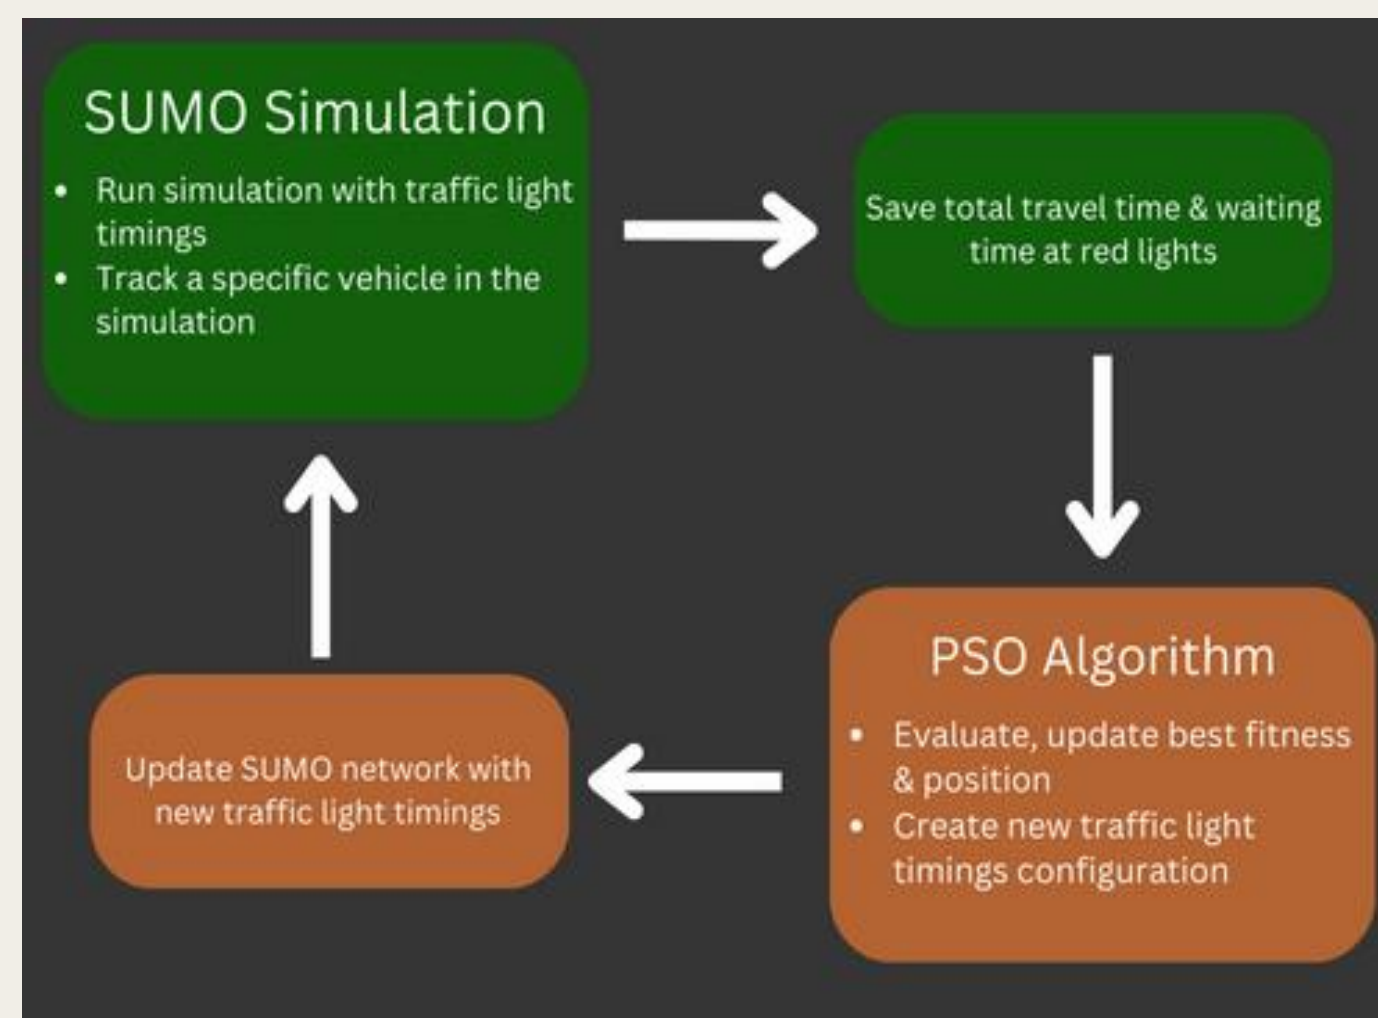 SUMO Simulation
• Run simulation with traffic light
timings
• Track a specific vehicle in the
simulation
Save total travel time & waiting
time at red lights
PSO Algorithm
• Evaluate, update best fitness
& position
• Create new traffic light
timings configuration
Update SUMO network with
new traffic light timings